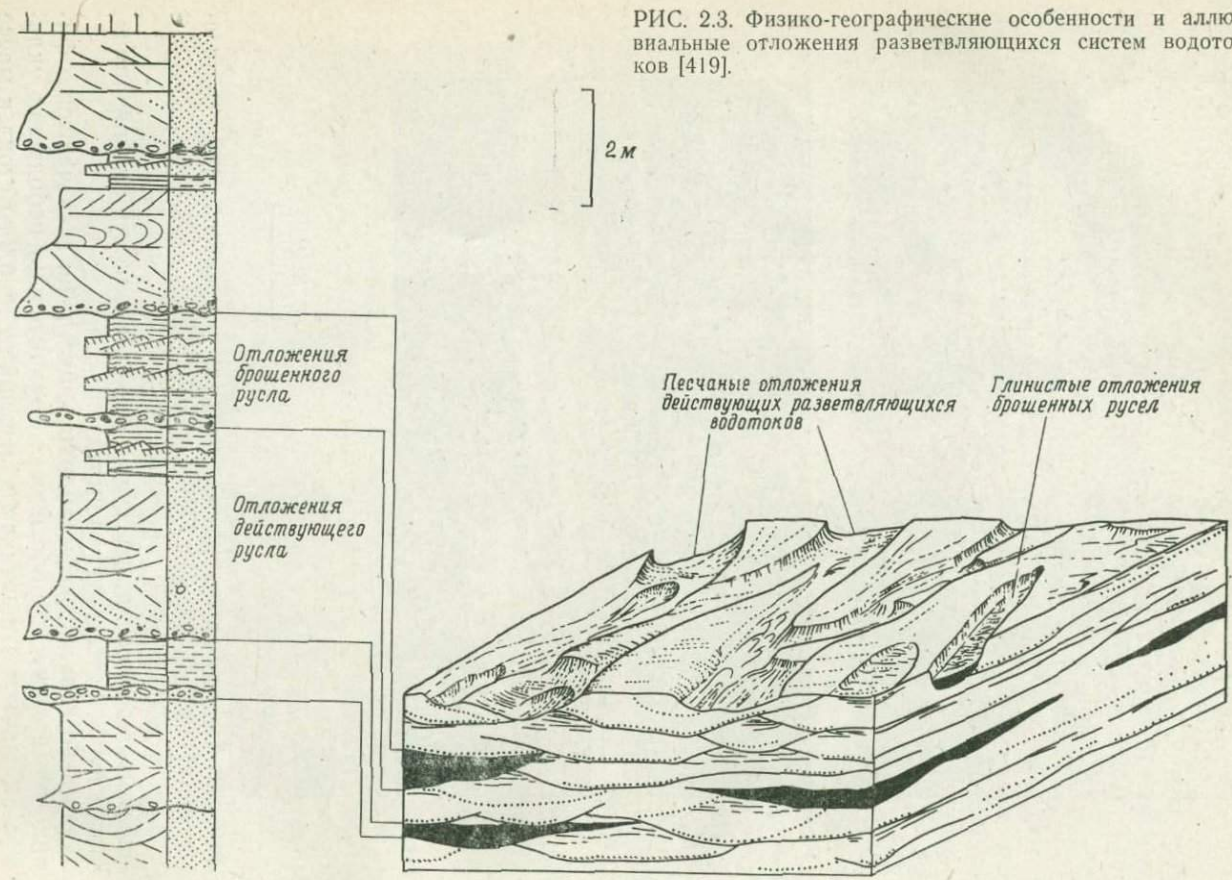 РИС. 2.3. Физико-географические особенности и аллю-
виальные отложения разветвляющихся систем водото-
ков [419].
2 м
Отложения
брошенного
русла
Отложения
действующего
русла
Песчаные отложения
действующих разветвляющихся
водотоков
Глинистые отложения
брошенных русел